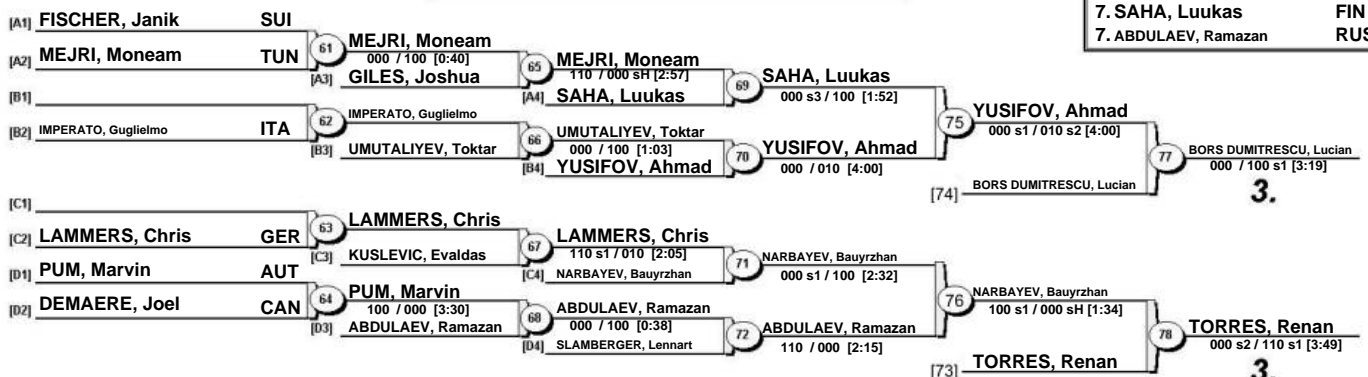 7. SAHA, Luukas FIN
7. ABDULAEV, Ramazan RUS
[A1] FISCHER, Janik SUI
[A2] MEJRI, Moneam TUN
61
MEJRI, Moneam
000 / 100 [0:40]
[A3] GILES, Joshua
65
MEJRI, Moneam
110 / 000 sH [2:57]
[A4] SAHA, Luukas
69
SAHA, Luukas
000 s3 / 100 [1:52]
[B1]
[B2] IMPERATO, Guglielmo ITA
62
IMPERATO, Guglielmo
[B3] UMUTALIYEV, Toktar
66
UMUTALIYEV, Toktar
000 / 100 [1:03]
[B4] YUSIFOV, Ahmad
70
YUSIFOV, Ahmad
000 / 010 [4:00]
75
YUSIFOV, Ahmad
000 s1 / 010 s2 [4:00]
[74] BORS DUMITRESCU, Lucian
77
BORS DUMITRESCU, Lucian
000 / 100 s1 [3:19]
3.
[C1]
[C2] LAMMERS, Chris GER
63
LAMMERS, Chris
[C3] KUSLEVIC, Evaldas
67
LAMMERS, Chris
110 s1 / 010 [2:05]
[C4] NARBAYEV, Bauyrzhan
71
NARBAYEV, Bauyrzhan
000 s1 / 100 [2:32]
[D1] PUM, Marvin AUT
[D2] DEMAERE, Joel CAN
64
PUM, Marvin
100 / 000 [3:30]
[D3] ABDULAEV, Ramazan
68
ABDULAEV, Ramazan
000 / 100 [0:38]
[D4] SLAMBERGER, Lennart
72
ABDULAEV, Ramazan
110 / 000 [2:15]
76
NARBAYEV, Bauyrzhan
100 s1 / 000 sH [1:34]
[73] TORRES, Renan
78
TORRES, Renan
000 s2 / 110 s1 [3:49]
3.